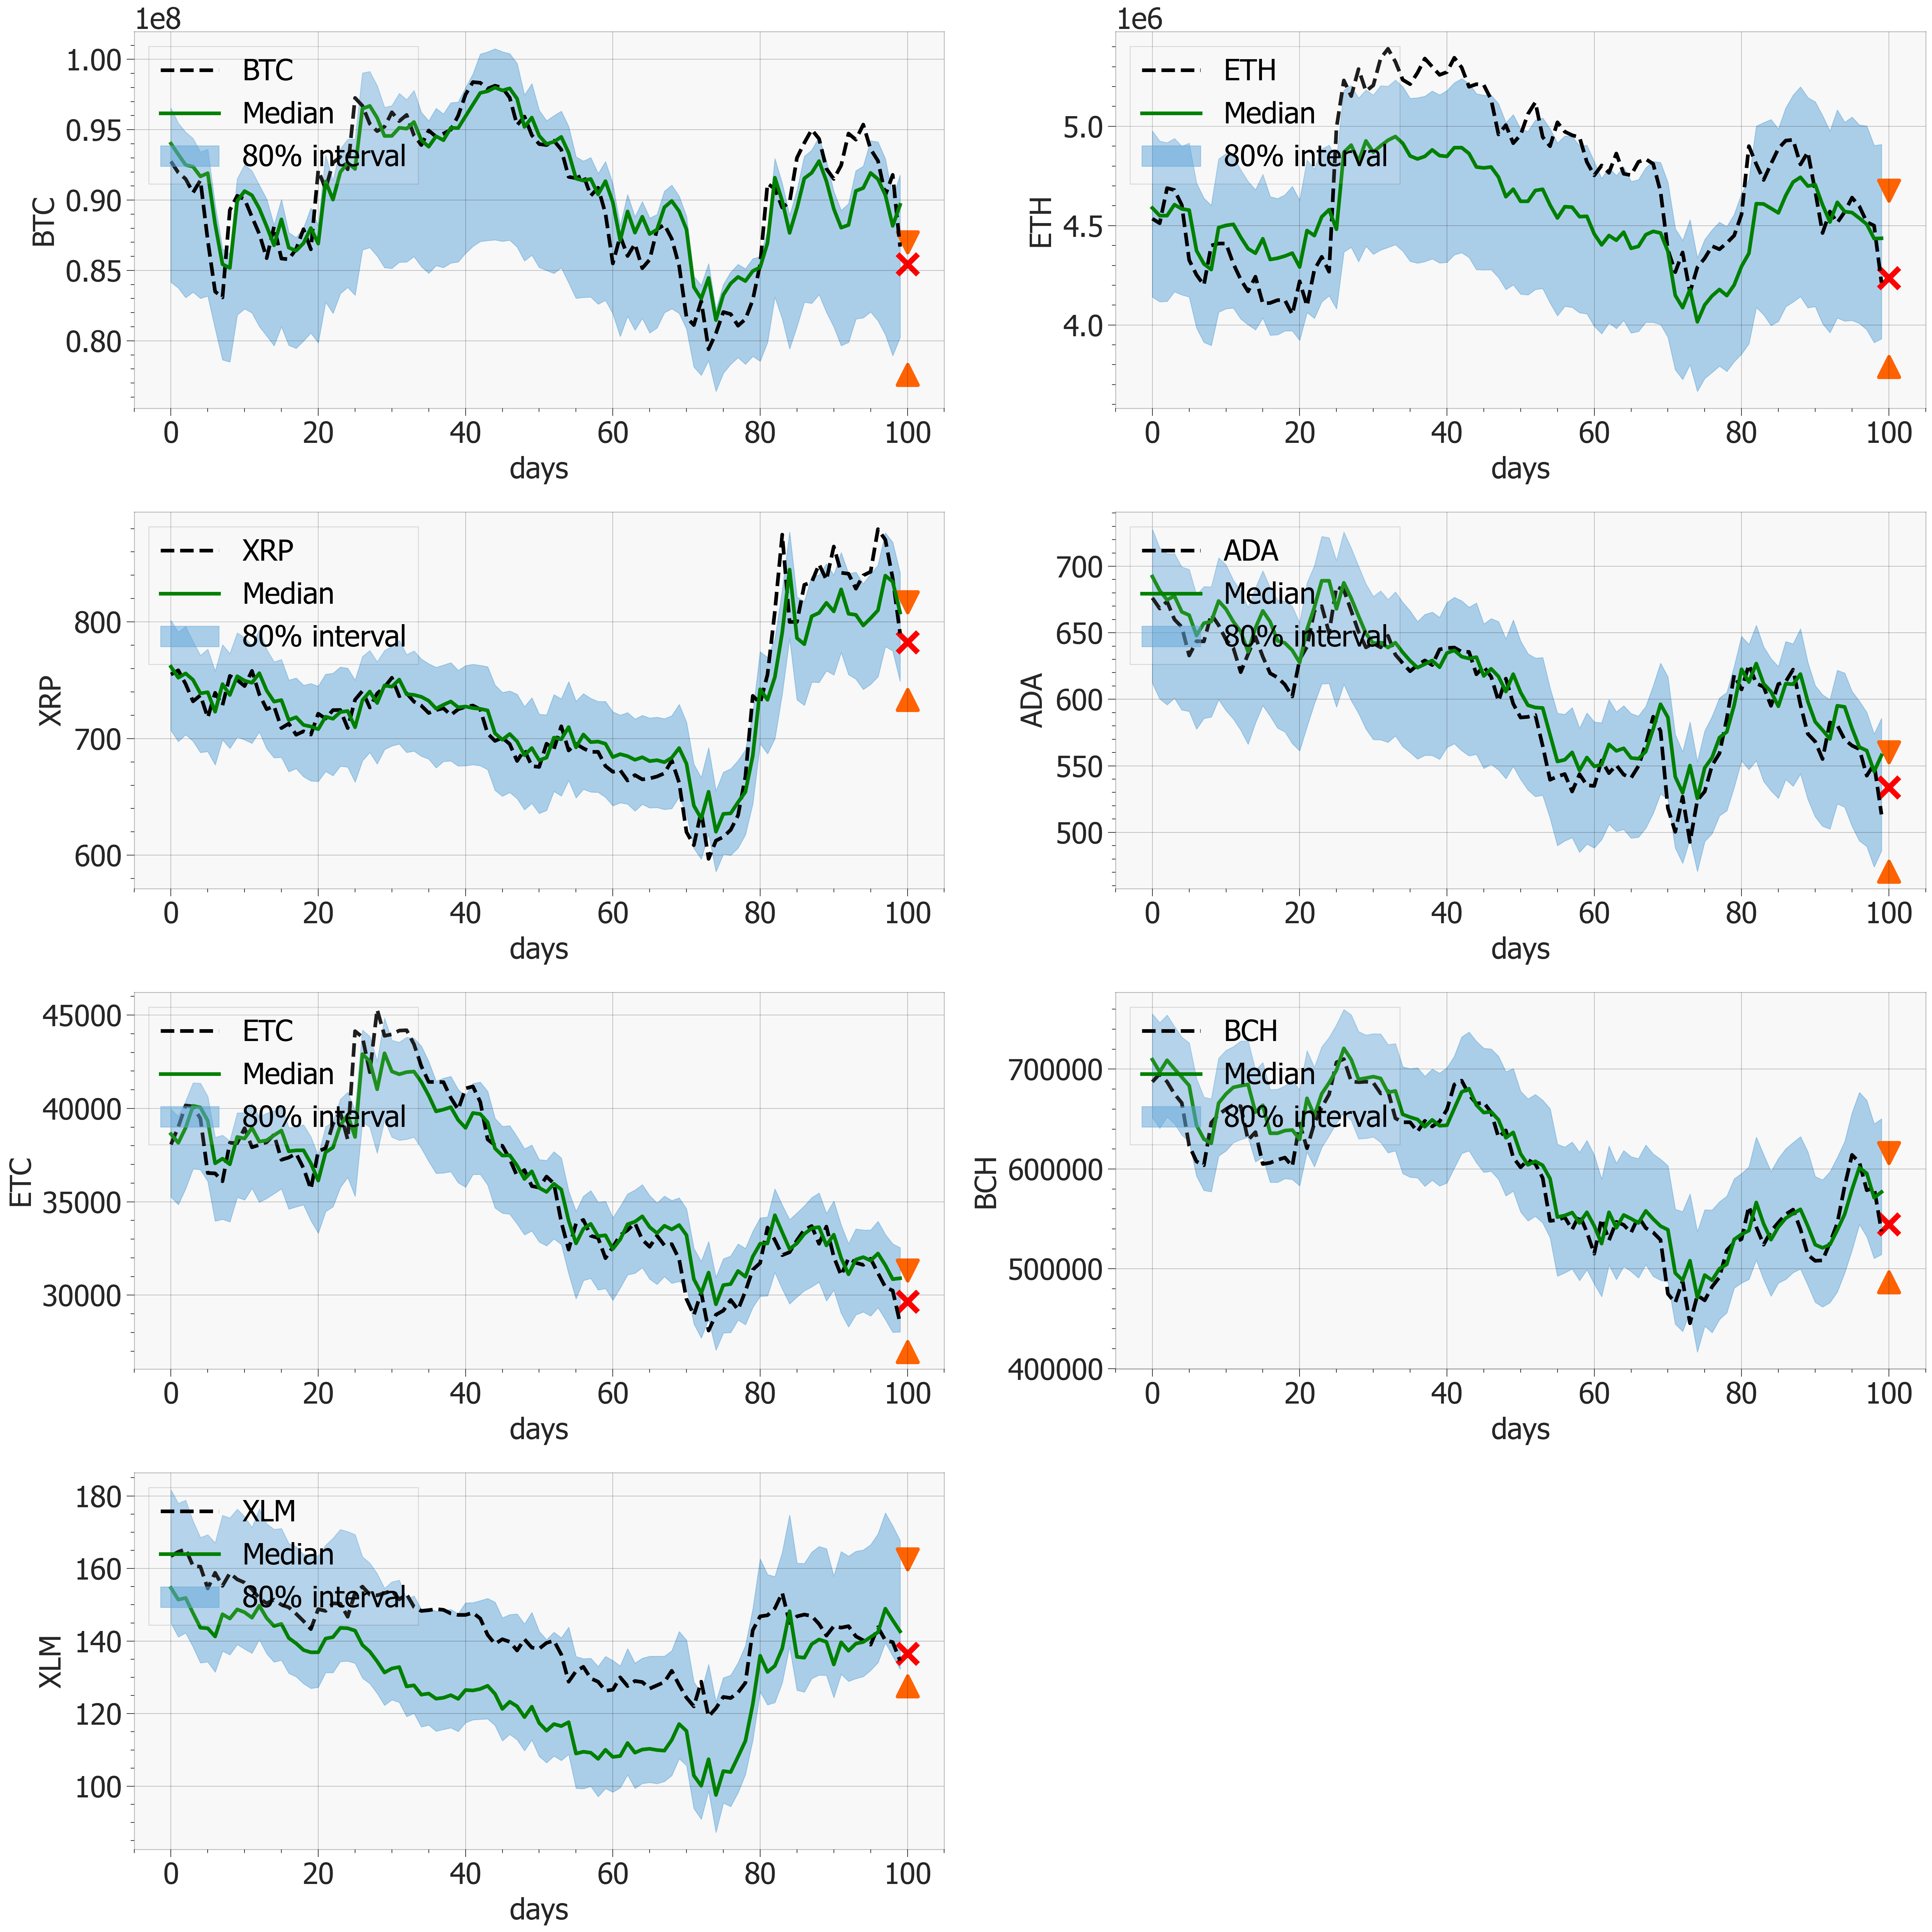 1e8
BTC
Median
80% interval
1.00
0.95
0.90
0.85
0.80
BTC
0 20 40 60 80 100
days
1e6
ETH
Median
80% interval
5.0
4.5
4.0
ETH
0 20 40 60 80 100
days
XRP
Median
80% interval
800
700
600
XRP
0 20 40 60 80 100
days
ADA
Median
80% interval
700
650
600
550
500
ADA
0 20 40 60 80 100
days
ETC
Median
80% interval
45000
40000
35000
30000
ETC
0 20 40 60 80 100
days
BCH
Median
80% interval
700000
600000
500000
400000
BCH
0 20 40 60 80 100
days
XLM
Median
80% interval
180
160
140
120
100
XLM
0 20 40 60 80 100
days